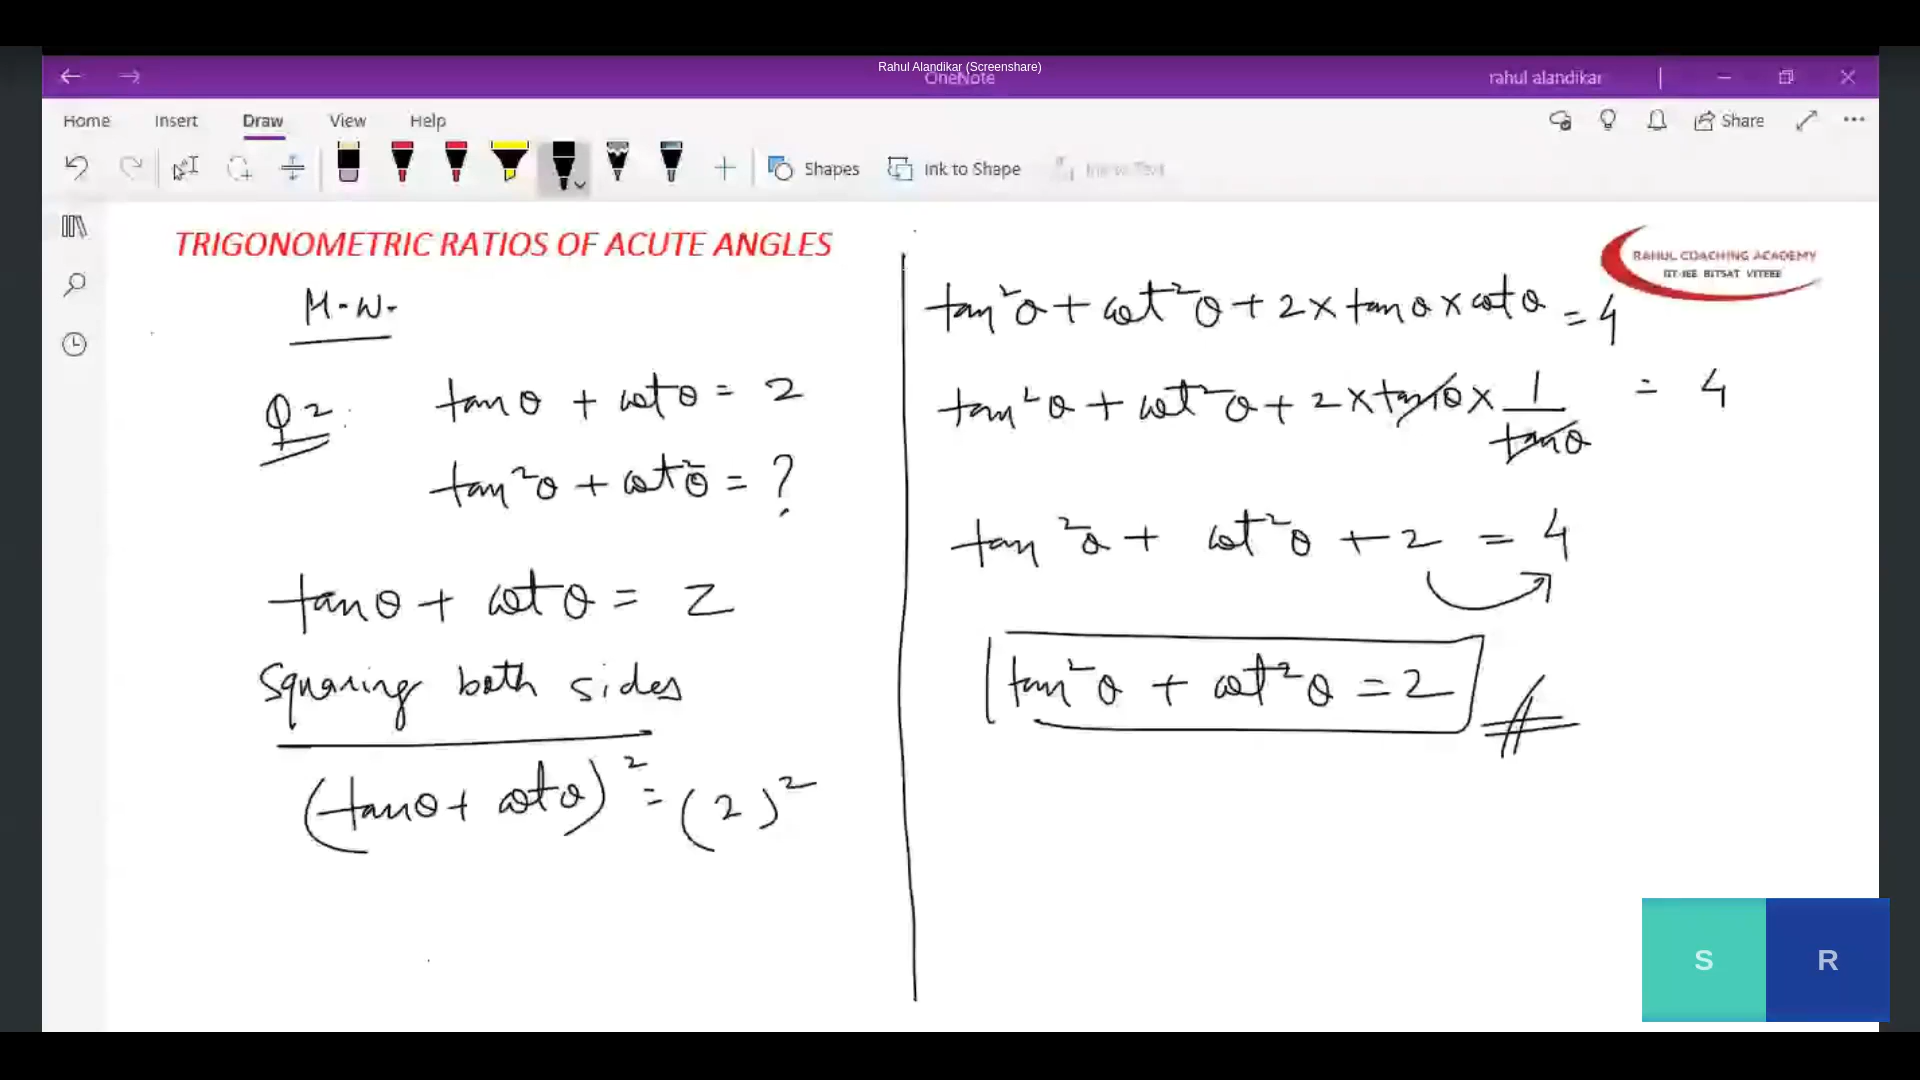 Rahul Alandikar (Screenshare)
OneNote
rahul alandikar
Home Insert Draw View Help
Share
Shapes
Ink to Shape
Ink to Text
TRIGONOMETRIC RATIOS OF ACUTE ANGLES
H.W.
Q2 tanθ + cotθ = 2
tan²θ + cot²θ = ?
tanθ + cotθ = 2
Squaring both sides
(tanθ + cotθ)² = (2)²
RAHUL COACHING ACADEMY
IIT-JEE BITSAT VITEEE
tan²θ + cot²θ + 2 × tanθ × cotθ = 4
tan²θ + cot²θ + 2 × tanθ × 1/tanθ = 4
tan²θ + cot²θ + 2 = 4
tan²θ + cot²θ = 2
S
R